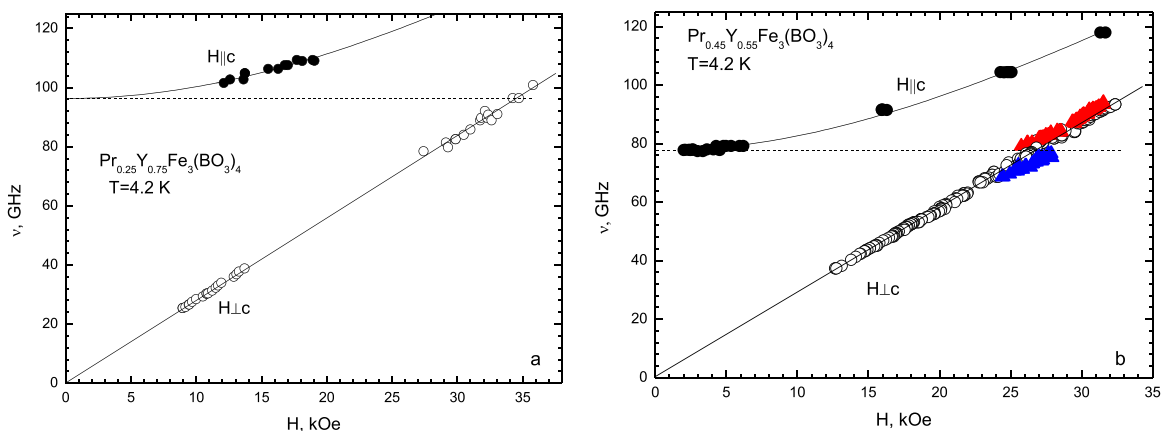 120
100
80
60
40
20
0
ν, GHz
H||c
Pr0.25Y0.75Fe3(BO3)4
T=4.2 K
H⊥c
a
0 5 10 15 20 25 30 35
H, kOe
120
100
80
60
40
20
0
ν, GHz
Pr0.45Y0.55Fe3(BO3)4
T=4.2 K
H||c
H⊥c
b
0 5 10 15 20 25 30 35
H, kOe